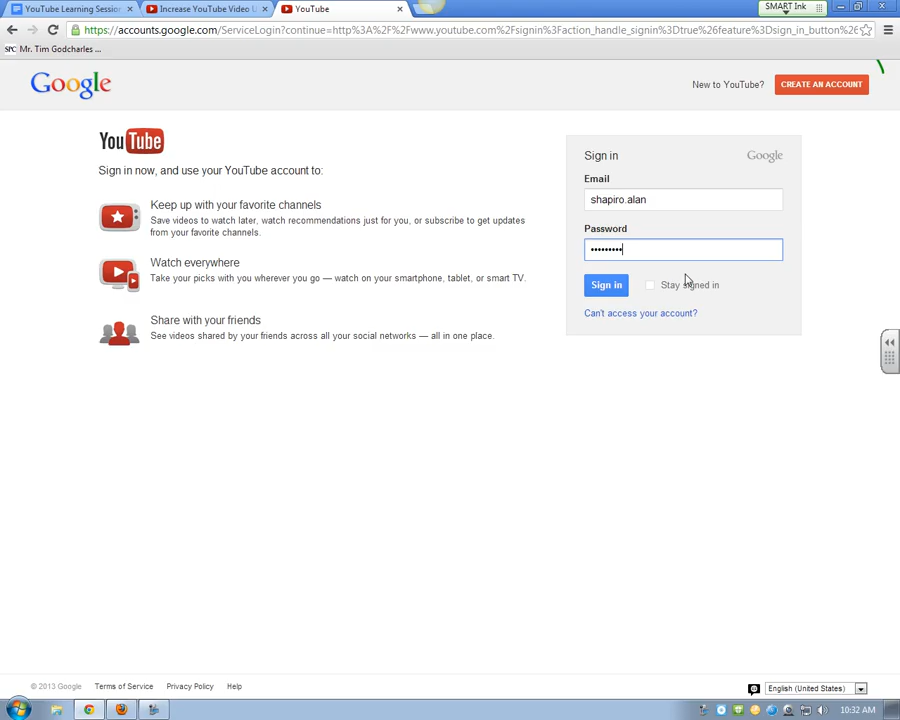 YouTube Learning Sessio
Increase YouTube Video U
YouTube
SMART Ink
https://accounts.google.com/ServiceLogin?continue=http%3A%2F%2Fwww.youtube.com%2Fsignin%3Faction_handle_signin%3Dtrue%26feature%3Dsign_in_button%26
SPC Mr. Tim Godcharles ...
Google
New to YouTube?
CREATE AN ACCOUNT
YouTube
Sign in now, and use your YouTube account to:
Keep up with your favorite channels
Save videos to watch later, watch recommendations just for you, or subscribe to get updates
from your favorite channels.
Watch everywhere
Take your picks with you wherever you go — watch on your smartphone, tablet, or smart TV.
Share with your friends
See videos shared by your friends across all your social networks — all in one place.
Sign in
Google
Email
shapiro.alan
Password
•••••••••
Sign in
Stay signed in
Can't access your account?
© 2013 Google
Terms of Service
Privacy Policy
Help
English (United States)
10:32 AM